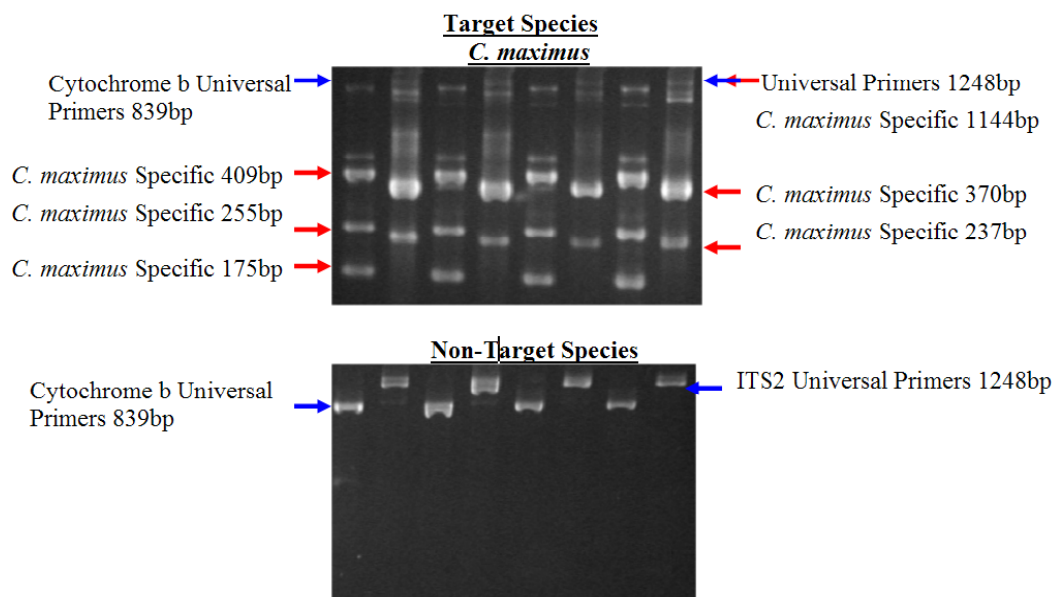 Target Species
C. maximus
Cytochrome b Universal
Primers 839bp
C. maximus Specific 409bp
C. maximus Specific 255bp
C. maximus Specific 175bp
Universal Primers 1248bp
C. maximus Specific 1144bp
C. maximus Specific 370bp
C. maximus Specific 237bp
Non-Target Species
Cytochrome b Universal
Primers 839bp
ITS2 Universal Primers 1248bp